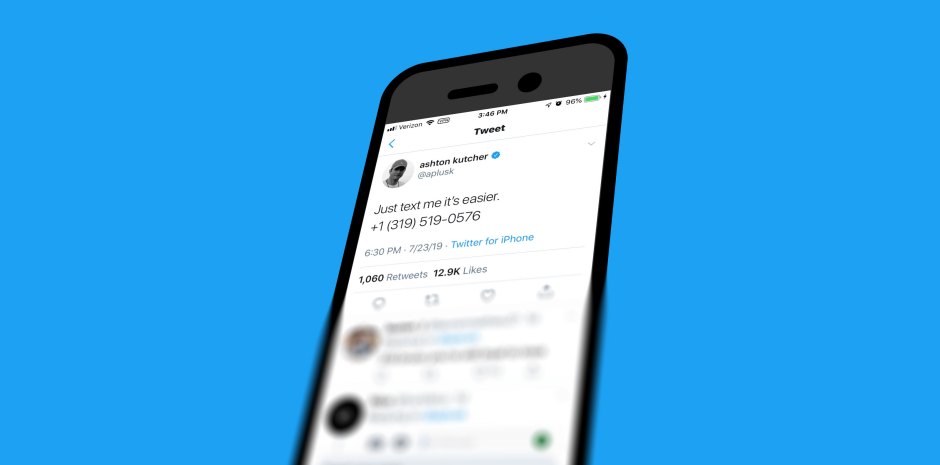 Verizon 3:46 PM 96%
Tweet
ashton kutcher
@aplusk
Just text me it's easier.
+1 (319) 519-0576
6:30 PM · 7/23/19 · Twitter for iPhone
1,060 Retweets 12.9K Likes